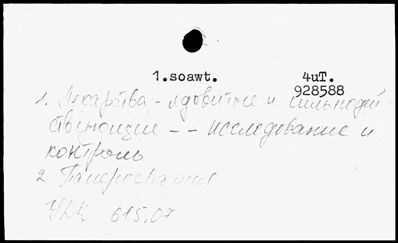 1.soawt. 4uT.
928588
1. Лекарства - ядовитые и сильнодей-
ствующие -- исследование и
контроль
2
УДК 615.07